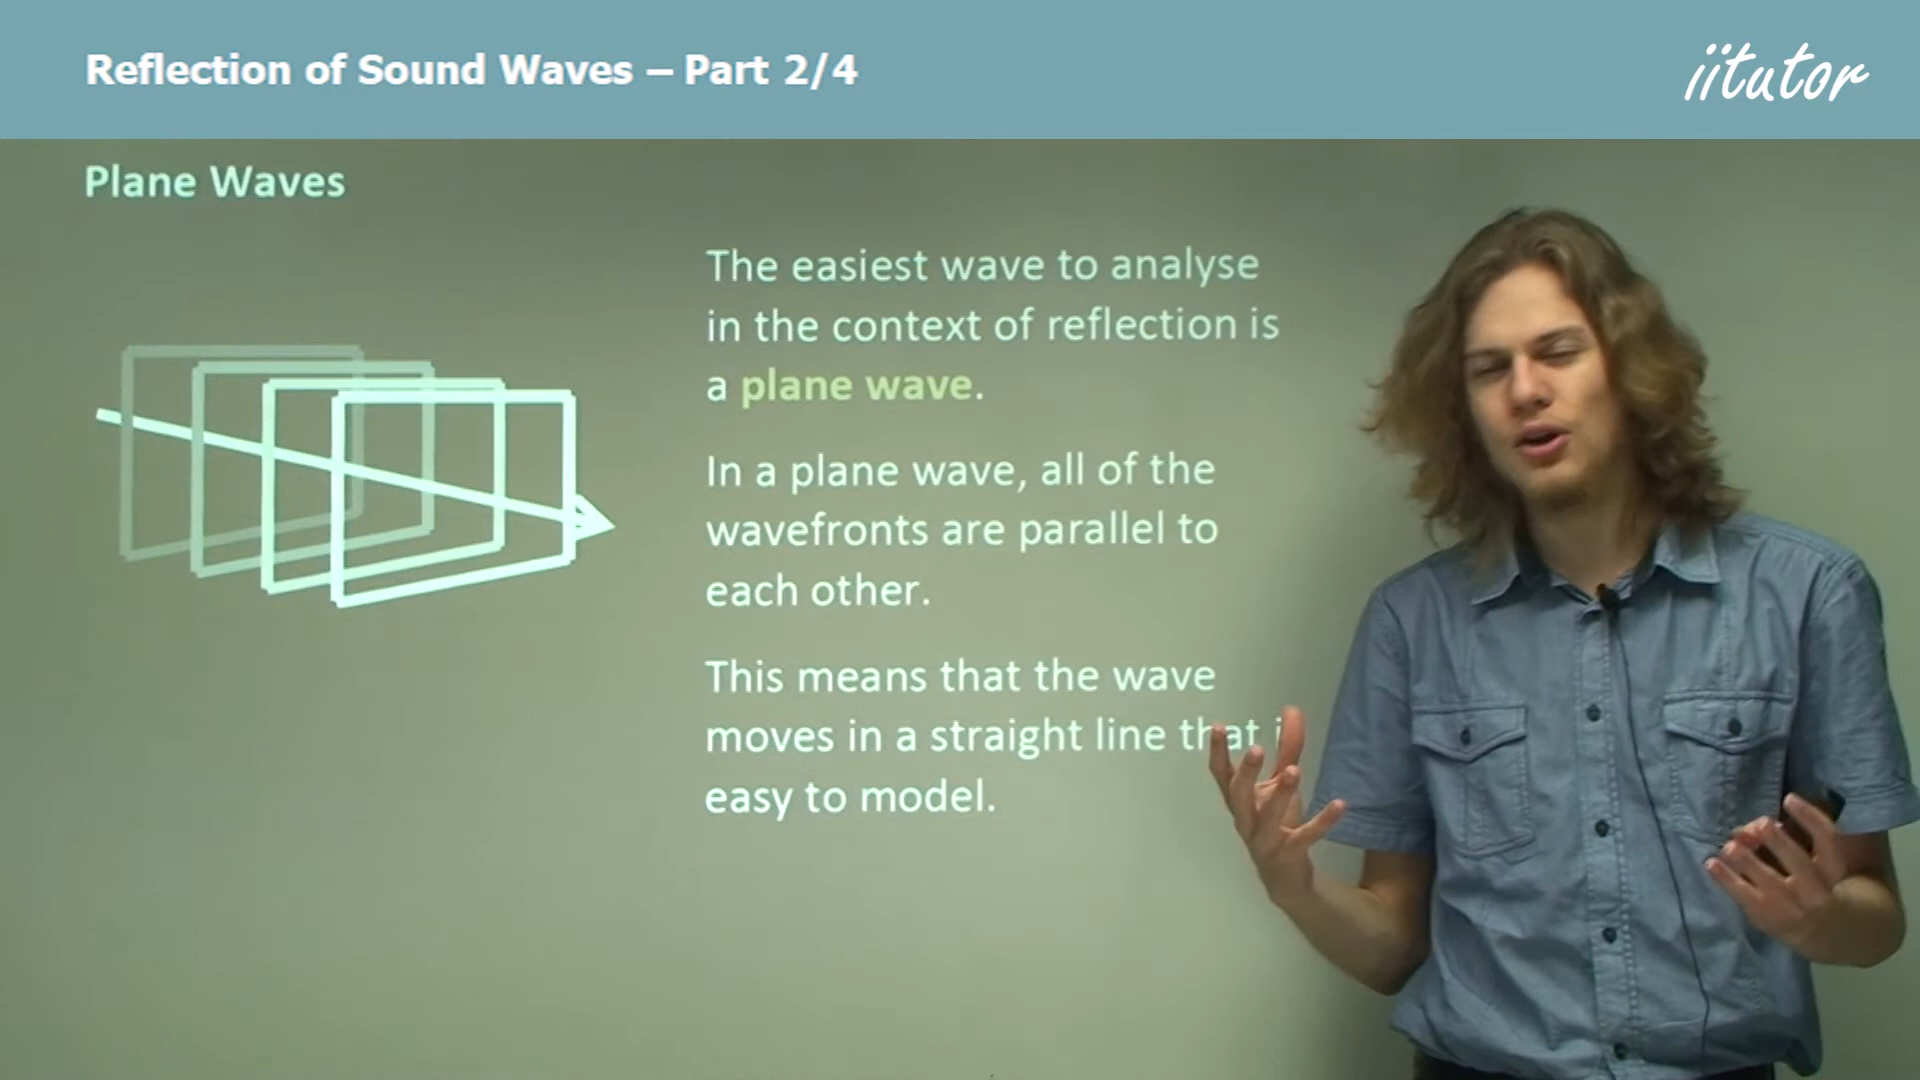 Reflection of Sound Waves – Part 2/4
iitutor
Plane Waves
The easiest wave to analyse
in the context of reflection is
a plane wave.
In a plane wave, all of the
wavefronts are parallel to
each other.
This means that the wave
moves in a straight line that
easy to model.